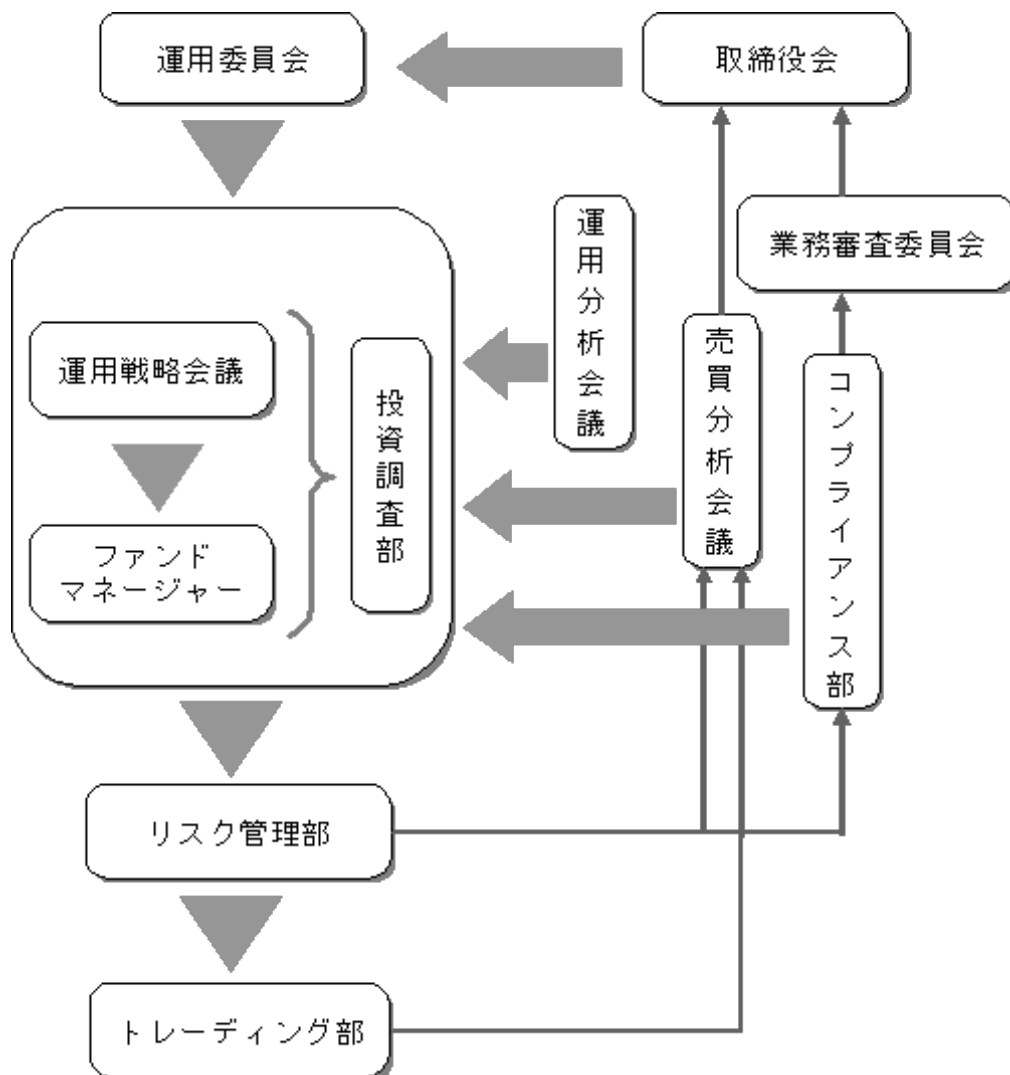 運用委員会
取締役会
業務審査委員会
運用分析会議
売買分析会議
コンプライアンス部
運用戦略会議
投資調査部
ファンド
マネージャー
リスク管理部
トレーディング部